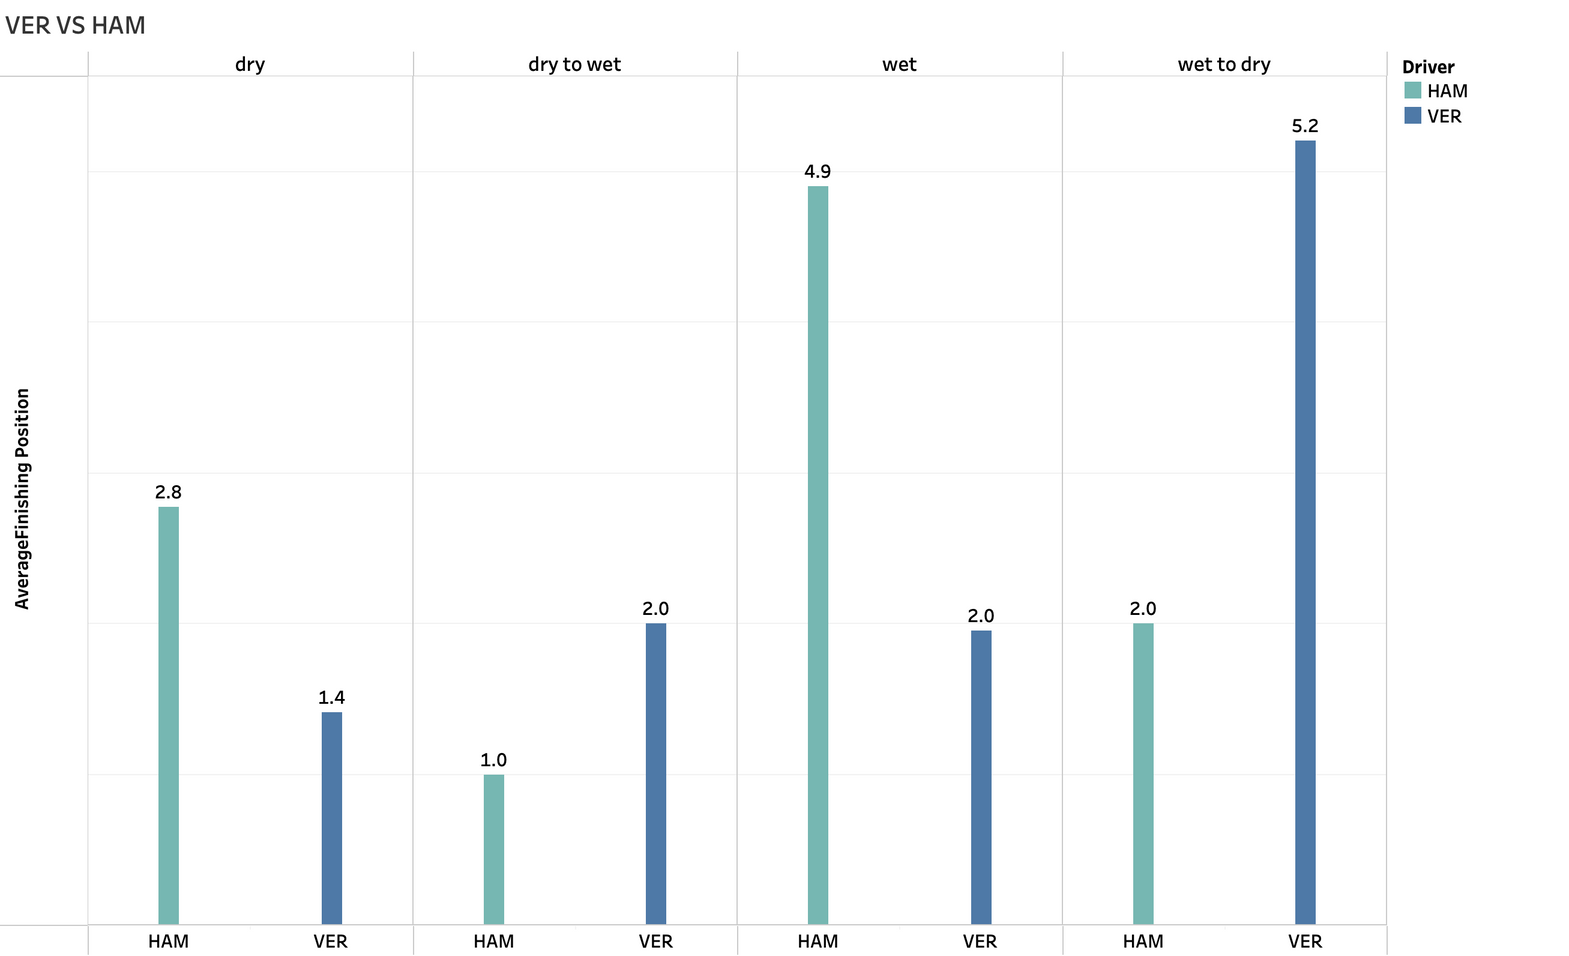 VER VS HAM
dry
dry to wet
wet
wet to dry
Driver
HAM
VER
AverageFinishing Position
2.8
1.4
1.0
2.0
4.9
2.0
2.0
5.2
HAM
VER
HAM
VER
HAM
VER
HAM
VER